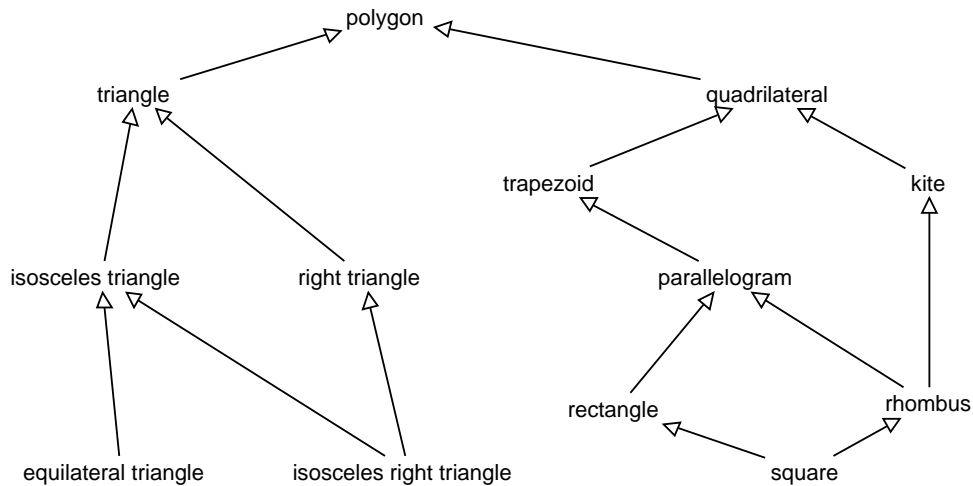 polygon
triangle
quadrilateral
trapezoid
kite
isosceles triangle
right triangle
parallelogram
rectangle
rhombus
equilateral triangle
isosceles right triangle
square